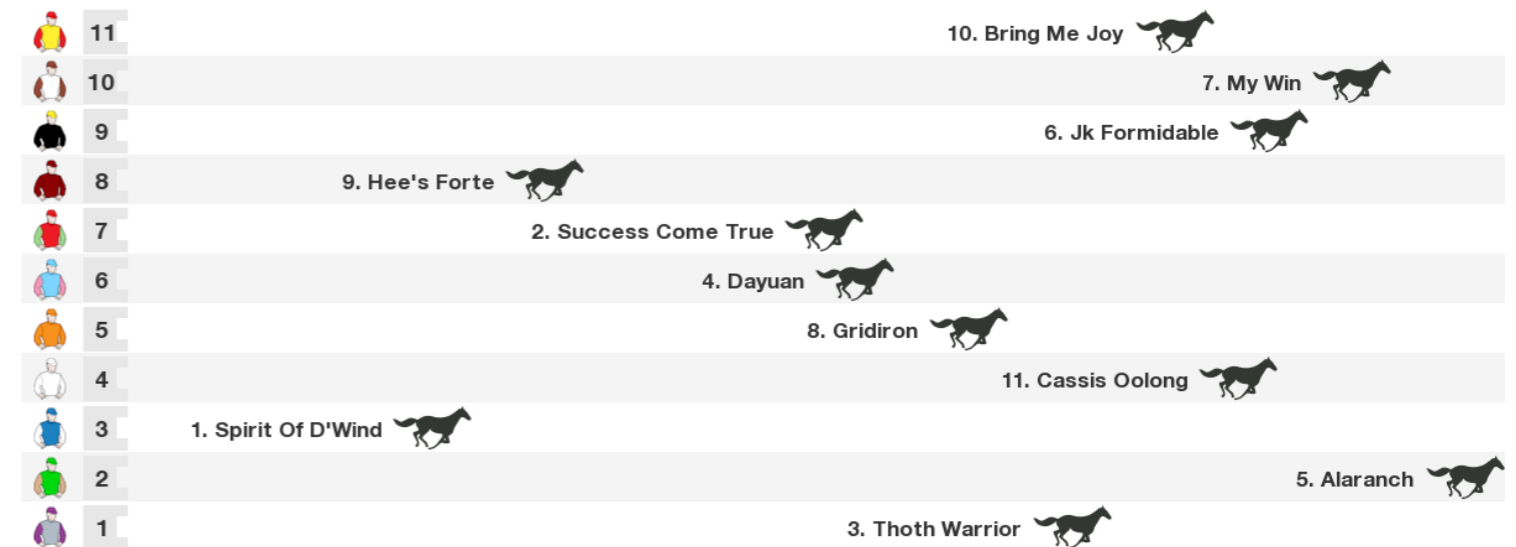 11 10. Bring Me Joy
10 7. My Win
9 6. Jk Formidable
8 9. Hee's Forte
7 2. Success Come True
6 4. Dayuan
5 8. Gridiron
4 11. Cassis Oolong
3 1. Spirit Of D'Wind
2 5. Alaranch
1 3. Thoth Warrior